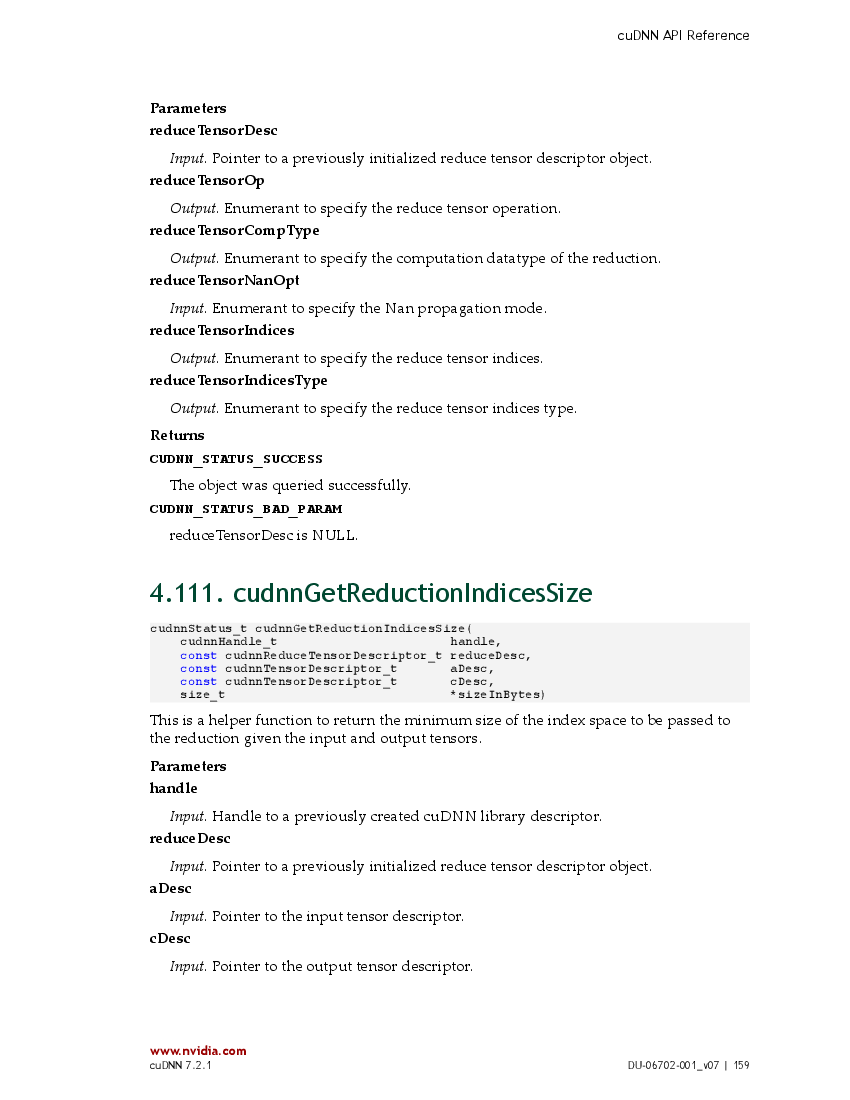 cuDNN API Reference
Parameters
reduceTensorDesc
Input. Pointer to a previously initialized reduce tensor descriptor object.
reduceTensorOp
Output. Enumerant to specify the reduce tensor operation.
reduceTensorCompType
Output. Enumerant to specify the computation datatype of the reduction.
reduceTensorNanOpt
Input. Enumerant to specify the Nan propagation mode.
reduceTensorIndices
Output. Enumerant to specify the reduce tensor indices.
reduceTensorIndicesType
Output. Enumerant to specify the reduce tensor indices type.
Returns
CUDNN_STATUS_SUCCESS
The object was queried successfully.
CUDNN_STATUS_BAD_PARAM
reduceTensorDesc is NULL.
4.111. cudnnGetReductionIndicesSize
cudnnStatus_t cudnnGetReductionIndicesSize(
cudnnHandle_t handle,
const cudnnReduceTensorDescriptor_t reduceDesc,
const cudnnTensorDescriptor_t aDesc,
const cudnnTensorDescriptor_t cDesc,
size_t *sizeInBytes)
This is a helper function to return the minimum size of the index space to be passed to
the reduction given the input and output tensors.
Parameters
handle
Input. Handle to a previously created cuDNN library descriptor.
reduceDesc
Input. Pointer to a previously initialized reduce tensor descriptor object.
aDesc
Input. Pointer to the input tensor descriptor.
cDesc
Input. Pointer to the output tensor descriptor.
www.nvidia.com
cuDNN 7.2.1 DU-06702-001_v07 | 159